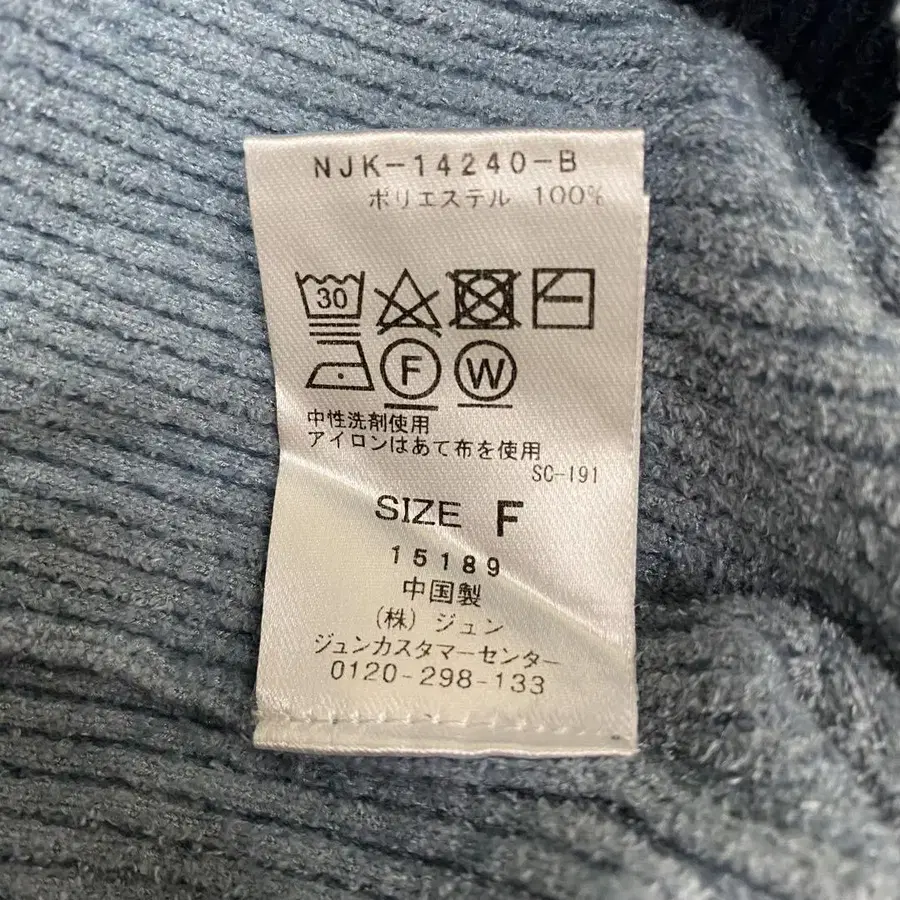 NJK-14240-B
ポリエステル 100%
30
F W
中性洗剤使用
アイロンはあて布を使用
SC-191
SIZE F
15189
中国製
(株) ジュン
ジュンカスタマーセンター
0120-298-133